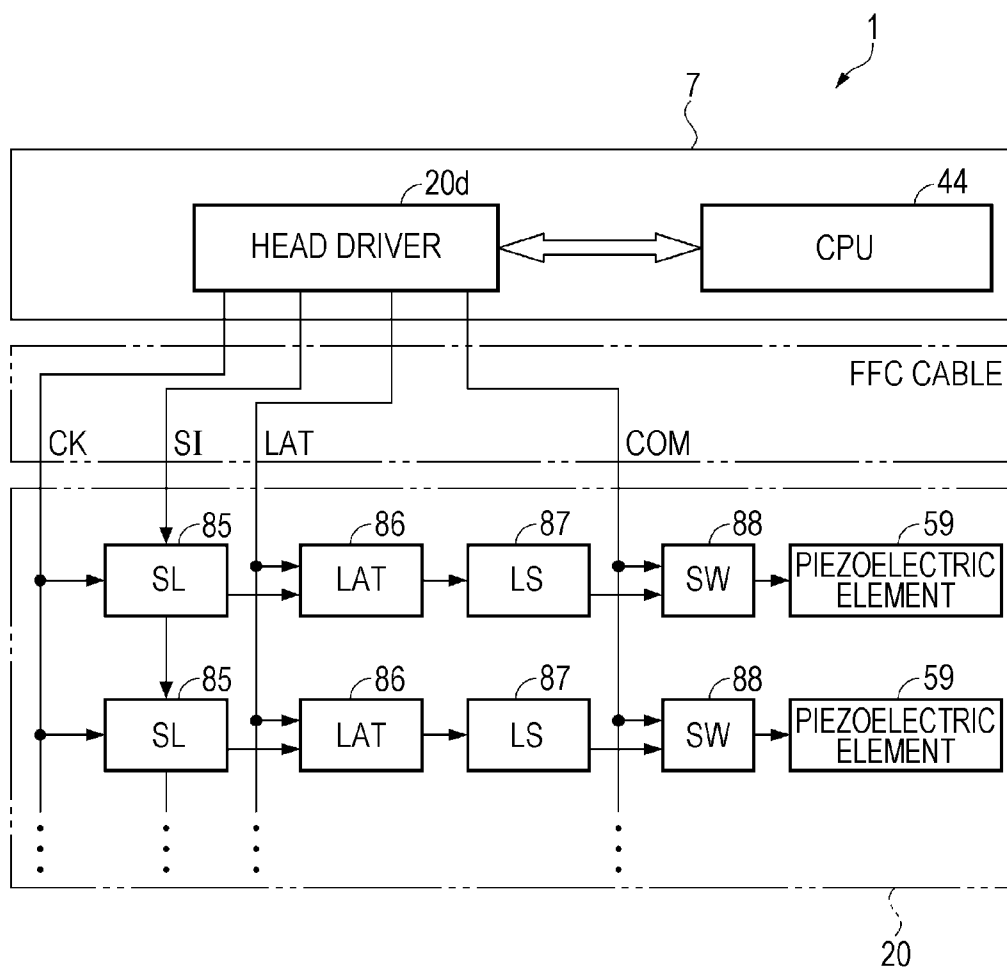 1
7
20d
44
HEAD DRIVER
CPU
FFC CABLE
CK
SI
LAT
COM
85
86
87
88
59
SL
LAT
LS
SW
PIEZOELECTRIC
ELEMENT
85
86
87
88
59
SL
LAT
LS
SW
PIEZOELECTRIC
ELEMENT
20